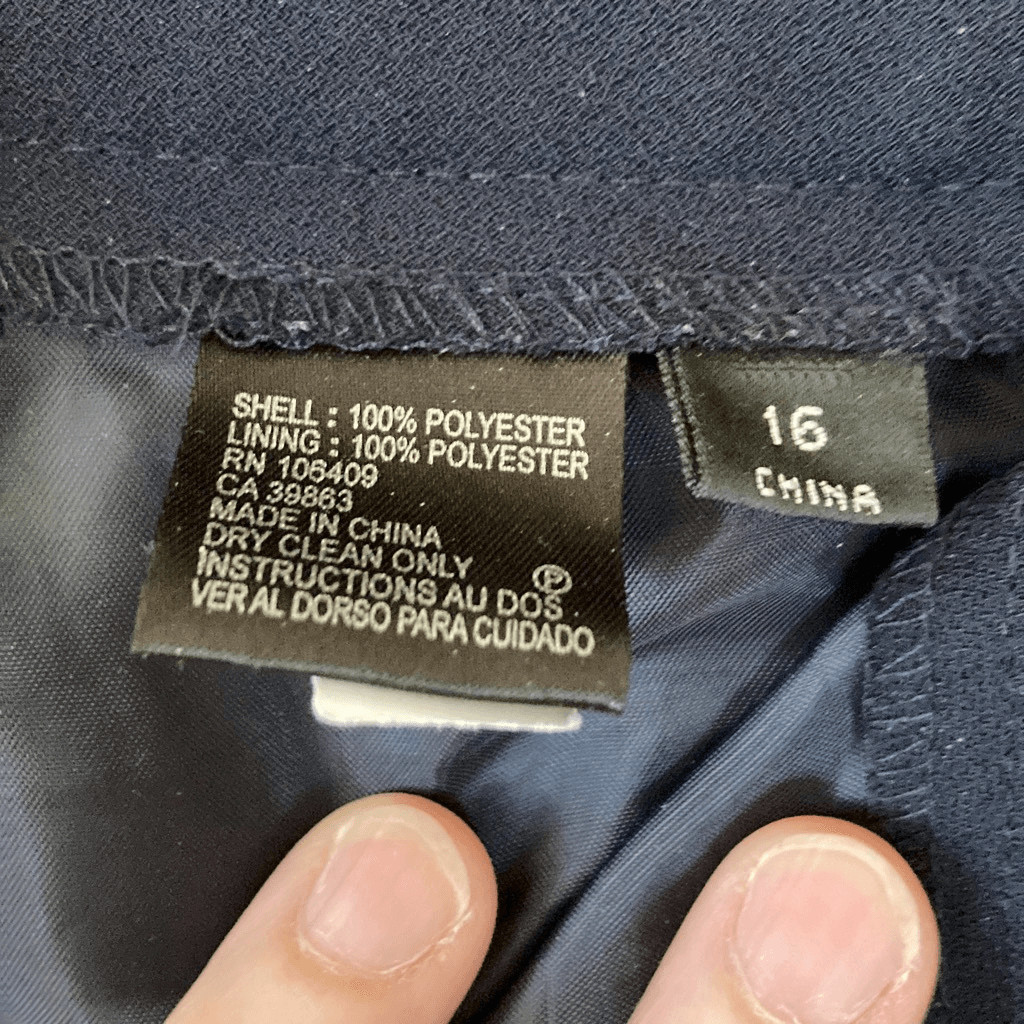 SHELL : 100% POLYESTER
LINING : 100% POLYESTER
RN 106409
CA 39863
MADE IN CHINA
DRY CLEAN ONLY
Ⓟ
INSTRUCTIONS AU DOS
VER AL DORSO PARA CUIDADO
16
CHINA